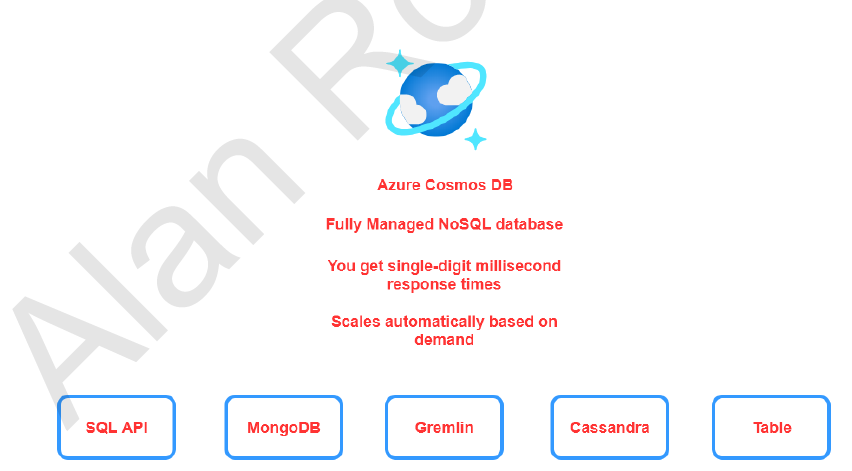 Alan Ro
Azure Cosmos DB
Fully Managed NoSQL database
You get single-digit millisecond
response times
Scales automatically based on
demand
SQL API
MongoDB
Gremlin
Cassandra
Table